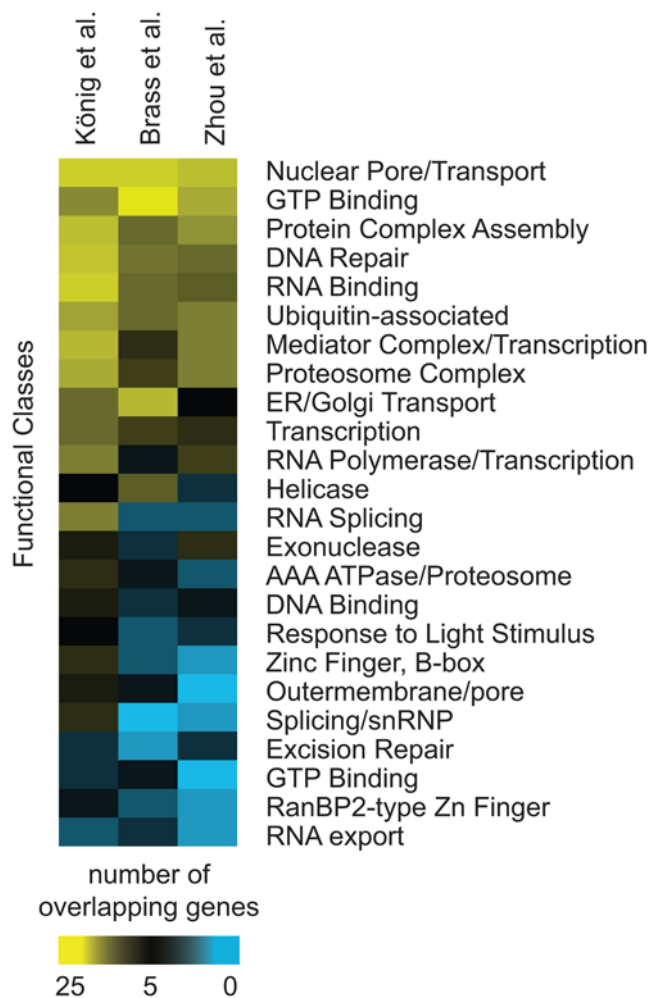 König et al.
Brass et al.
Zhou et al.
Functional Classes
Nuclear Pore/Transport
GTP Binding
Protein Complex Assembly
DNA Repair
RNA Binding
Ubiquitin-associated
Mediator Complex/Transcription
Proteosome Complex
ER/Golgi Transport
Transcription
RNA Polymerase/Transcription
Helicase
RNA Splicing
Exonuclease
AAA ATPase/Proteosome
DNA Binding
Response to Light Stimulus
Zinc Finger, B-box
Outermembrane/pore
Splicing/snRNP
Excision Repair
GTP Binding
RanBP2-type Zn Finger
RNA export
number of
overlapping genes
25 5 0